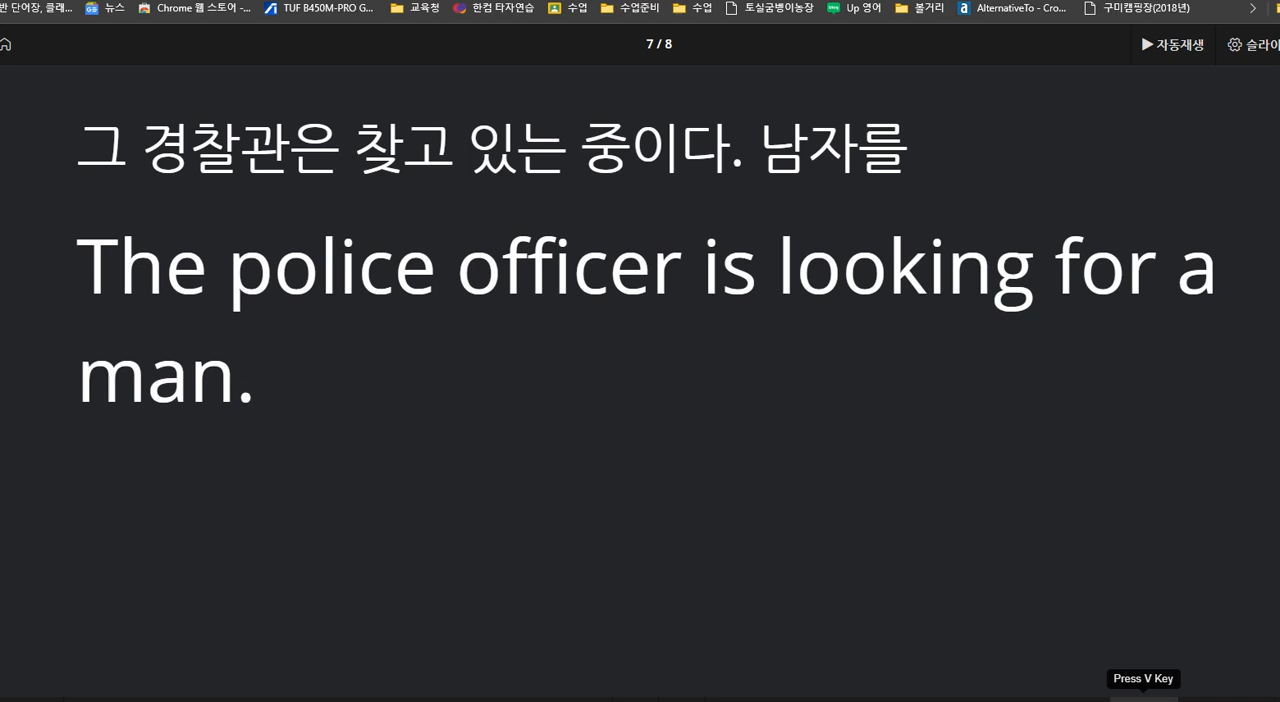 반 단어장, 클래... 뉴스 Chrome 웹 스토어 -... TUF B450M-PRO G... 교육청 한컴 타자연습 수업 수업준비 수업 토실굼벵이농장 Up 영어 볼거리 AlternativeTo - Cro... 구미캠핑장(2018년)
7 / 8 자동재생 슬라이
그 경찰관은 찾고 있는 중이다. 남자를
The police officer is looking for a
man.
Press V Key